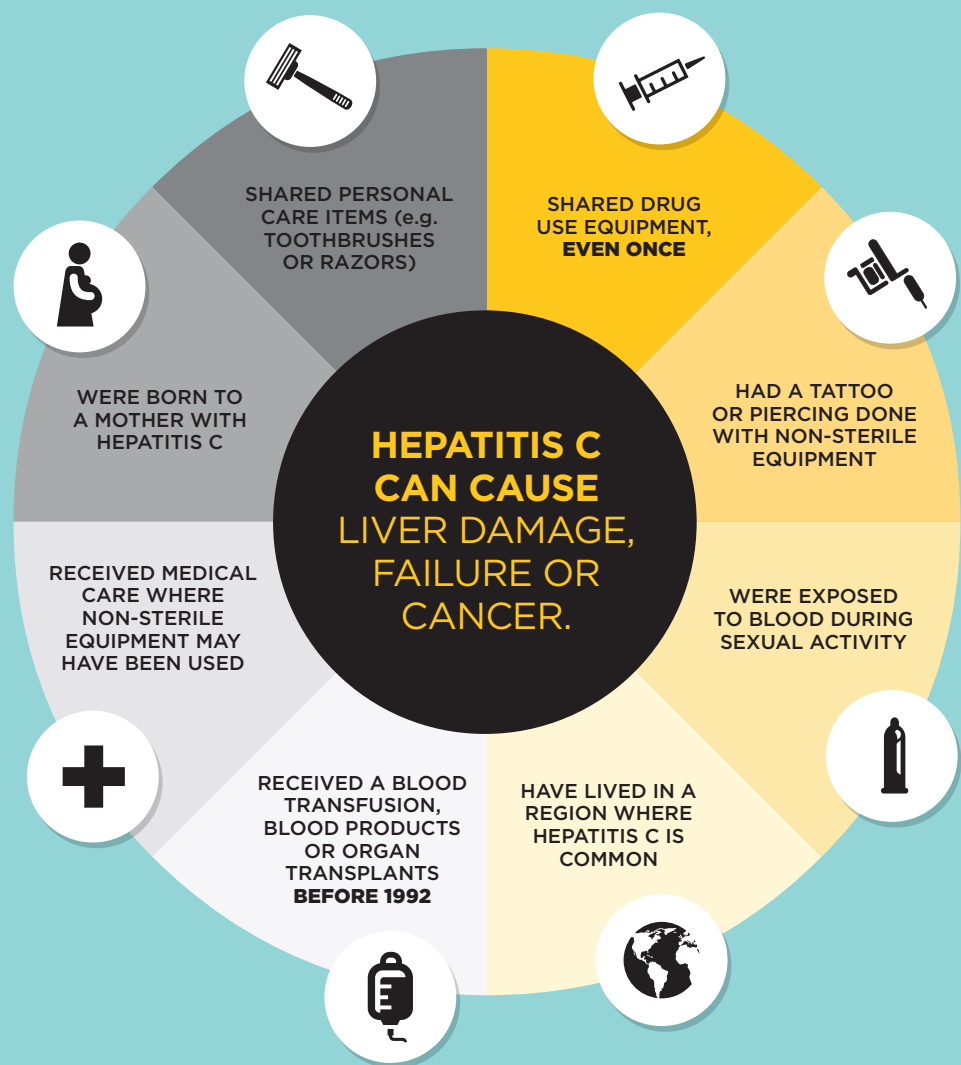 SHARED PERSONAL
CARE ITEMS (e.g.
TOOTHBRUSHES
OR RAZORS)
SHARED DRUG
USE EQUIPMENT,
EVEN ONCE
HAD A TATTOO
OR PIERCING DONE
WITH NON-STERILE
EQUIPMENT
WERE EXPOSED
TO BLOOD DURING
SEXUAL ACTIVITY
HAVE LIVED IN A
REGION WHERE
HEPATITIS C IS
COMMON
RECEIVED A BLOOD
TRANSFUSION,
BLOOD PRODUCTS
OR ORGAN
TRANSPLANTS
BEFORE 1992
RECEIVED MEDICAL
CARE WHERE
NON-STERILE
EQUIPMENT MAY
HAVE BEEN USED
WERE BORN TO
A MOTHER WITH
HEPATITIS C
HEPATITIS C
CAN CAUSE
LIVER DAMAGE,
FAILURE OR
CANCER.